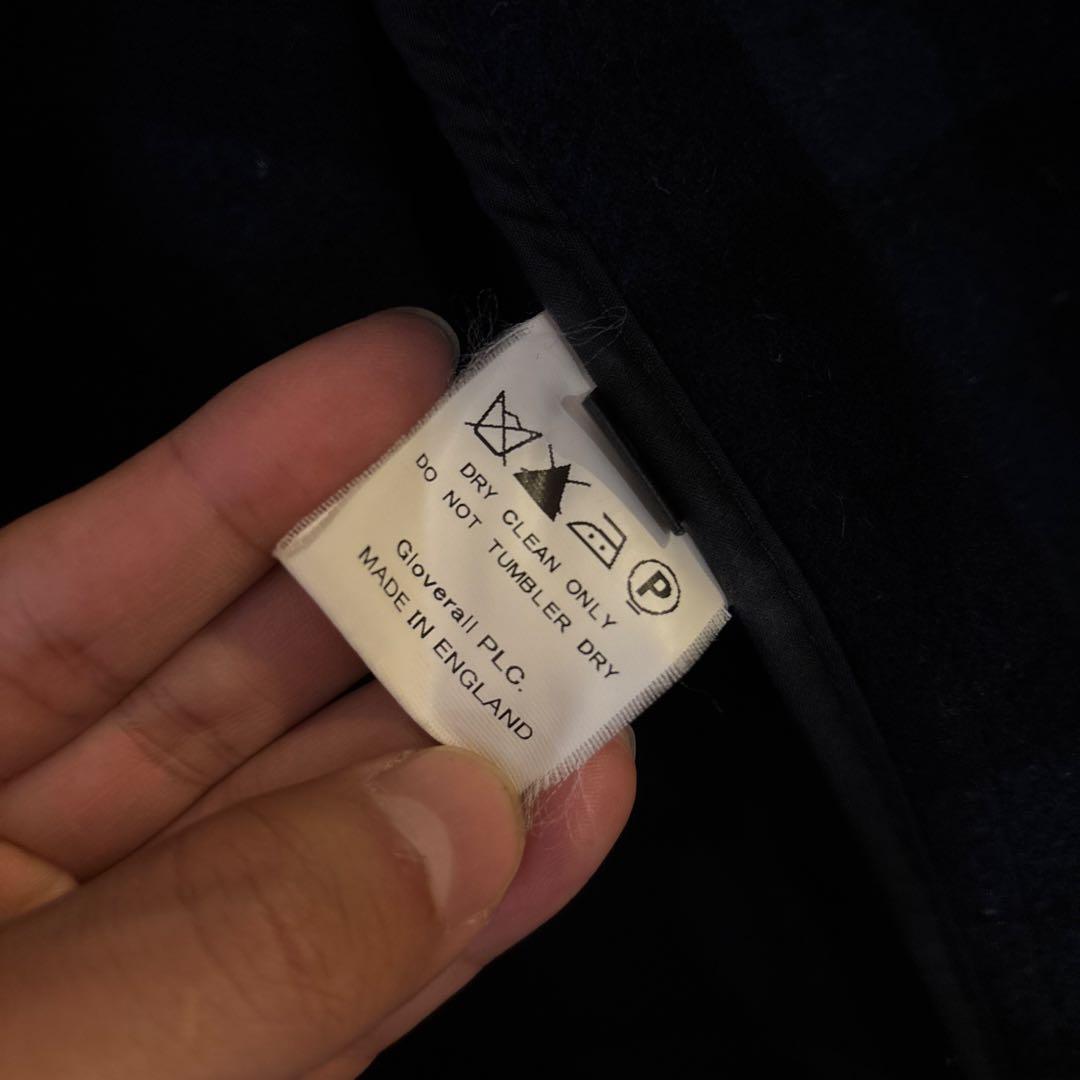 P
DRY CLEAN ONLY
DO NOT TUMBLER DRY
Gloverall PLC.
MADE IN ENGLAND